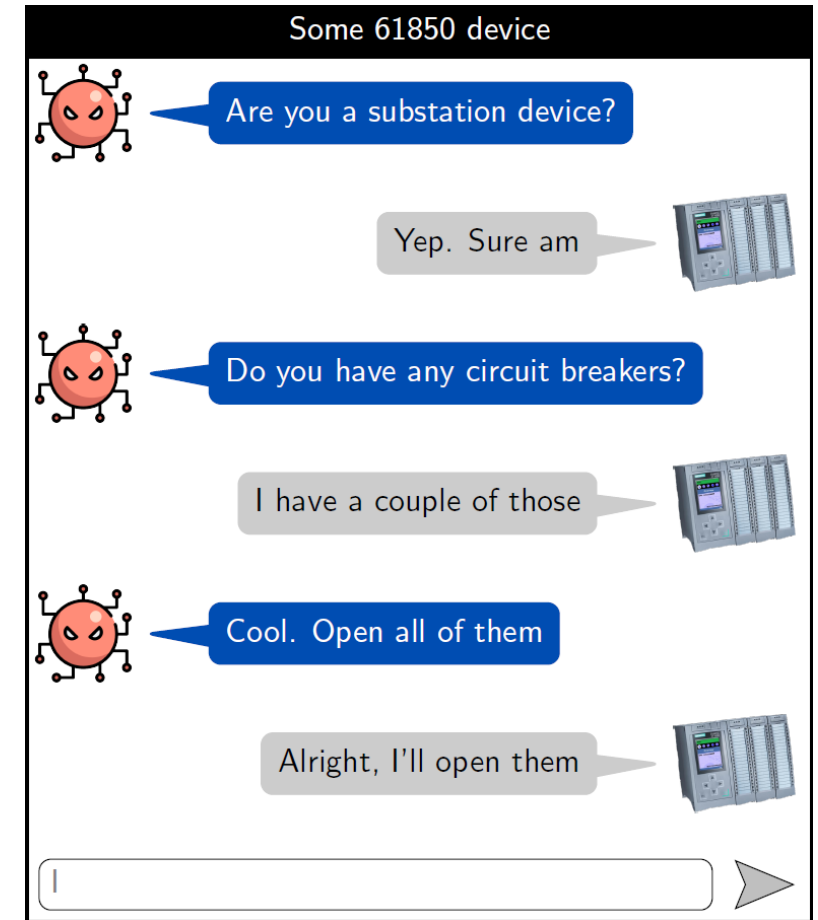 Some 61850 device
Are you a substation device?
Yep. Sure am
Do you have any circuit breakers?
I have a couple of those
Cool. Open all of them
Alright, I'll open them